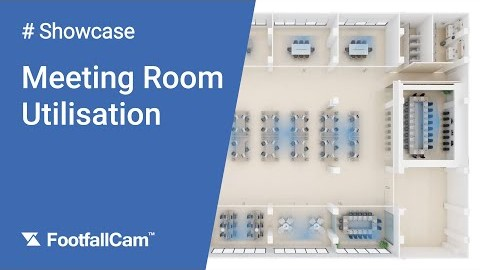 # Showcase
Meeting Room
Utilisation
FootfallCam™